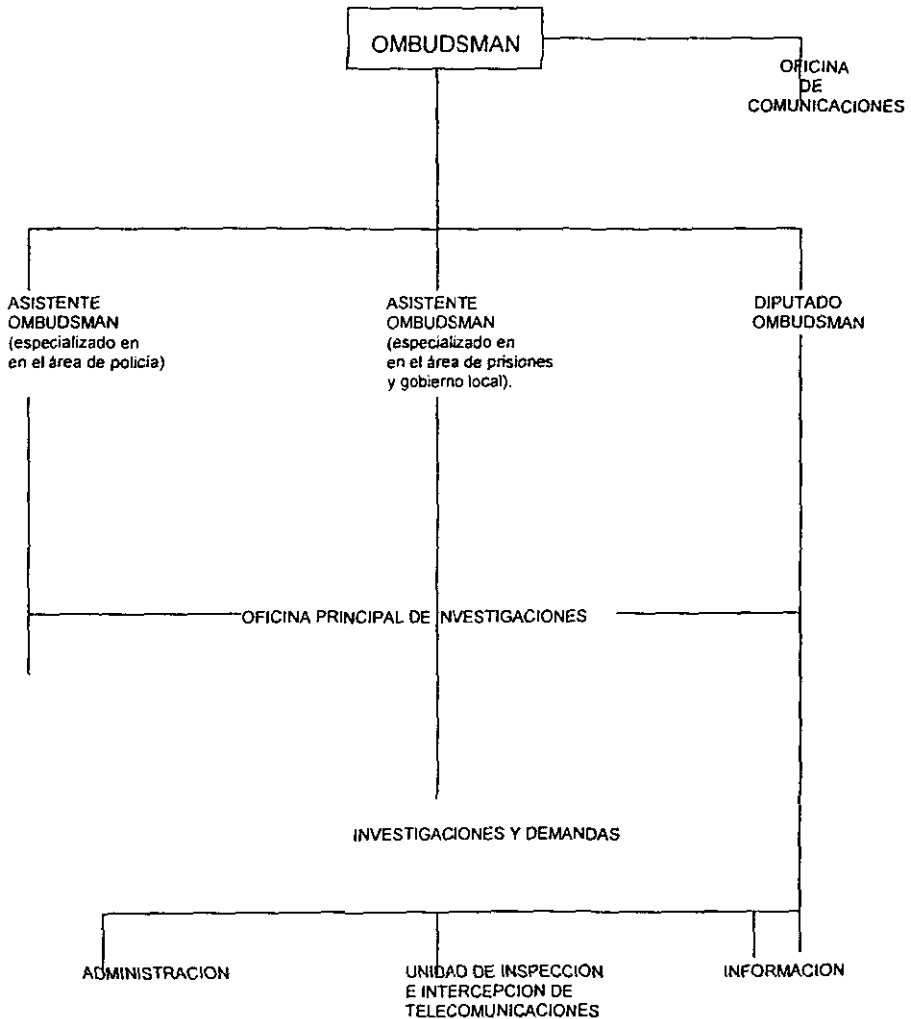 OMBUDSMAN
OFICINA
DE
COMUNICACIONES
ASISTENTE
OMBUDSMAN
(especializado en
en el área de policía)
ASISTENTE
OMBUDSMAN
(especializado en
en el área de prisiones
y gobierno local).
DIPUTADO
OMBUDSMAN
OFICINA PRINCIPAL DE INVESTIGACIONES
INVESTIGACIONES Y DEMANDAS
ADMINISTRACION
UNIDAD DE INSPECCION
E INTERCEPCION DE
TELECOMUNICACIONES
INFORMACION